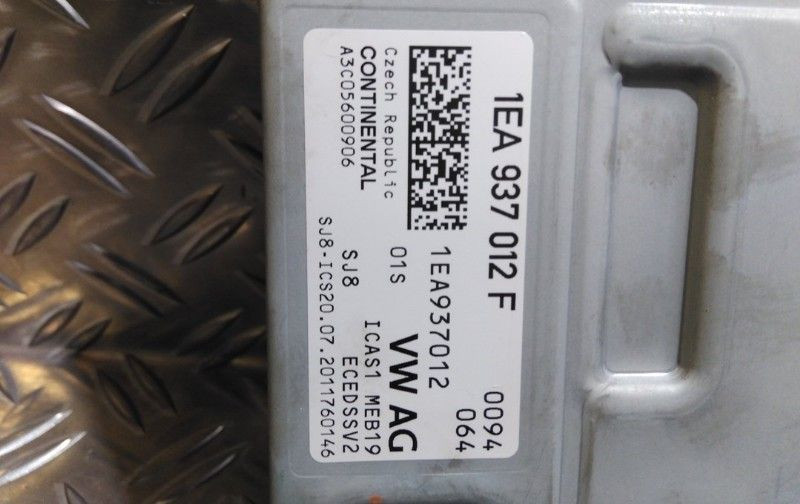 1EA 937 012 F
0094
064
1EA937012
VW AG
01S
ICAS1 MEB19
SJ8
ECEDSSV2
Czech Republic
CONTINENTAL
A3C05600906
SJ8-ICS20.07.2011760146